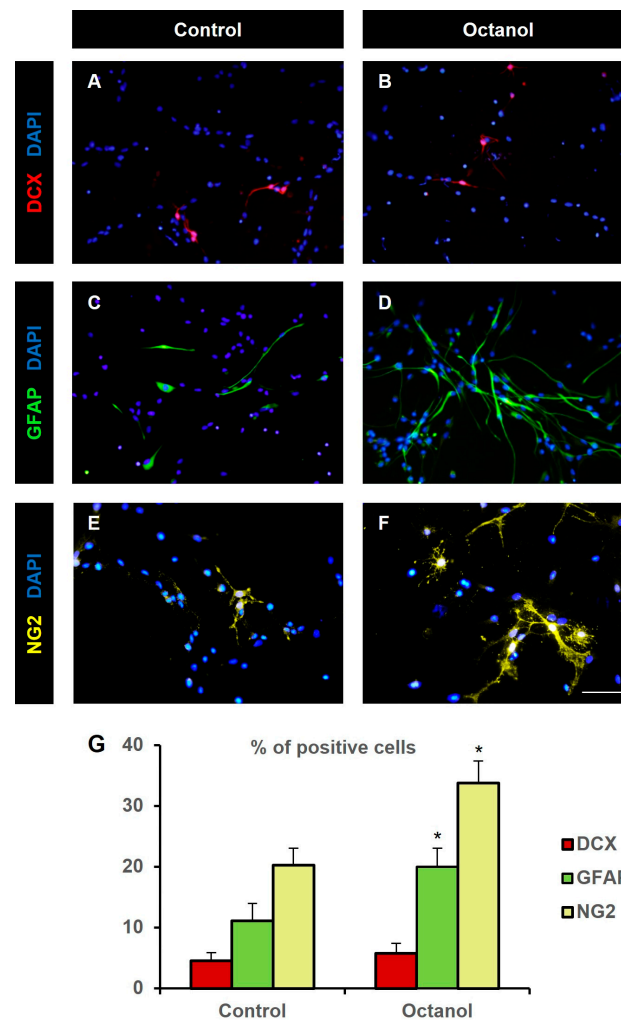 Control Octanol
DCX DAPI
A
B
GFAP DAPI
C
D
NG2 DAPI
E
F
G
% of positive cells
40
30
20
10
0
*
*
DCX
GFAP
NG2
Control Octanol